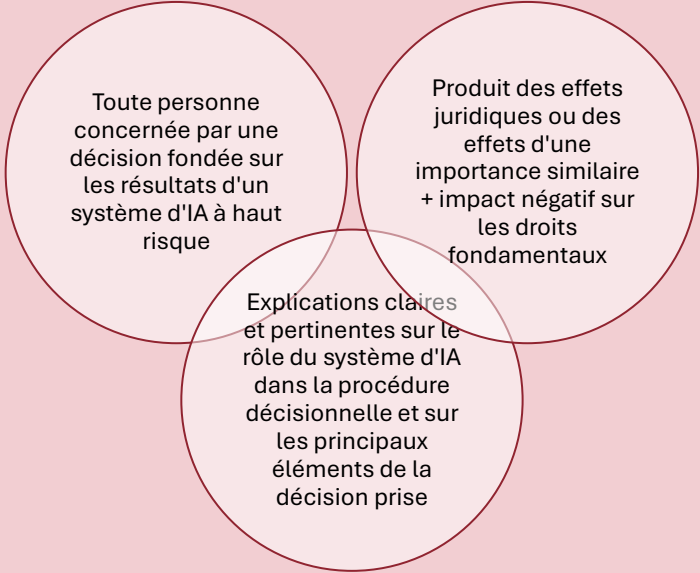 Toute personne
concernée par une
décision fondée sur
les résultats d'un
système d'IA à haut
risque
Produit des effets
juridiques ou des
effets d'une
importance similaire
+ impact négatif sur
les droits
fondamentaux
Explications claires
et pertinentes sur le
rôle du système d'IA
dans la procédure
décisionnelle et sur
les principaux
éléments de la
décision prise